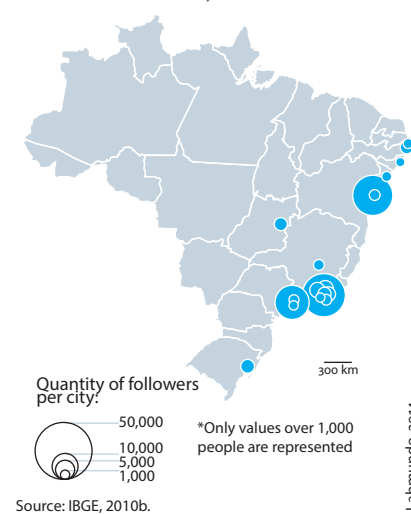 300 km
Quantity of followers
per city:
50,000
10,000
5,000
1,000
*Only values over 1,000
people are represented
Source: IBGE, 2010b.